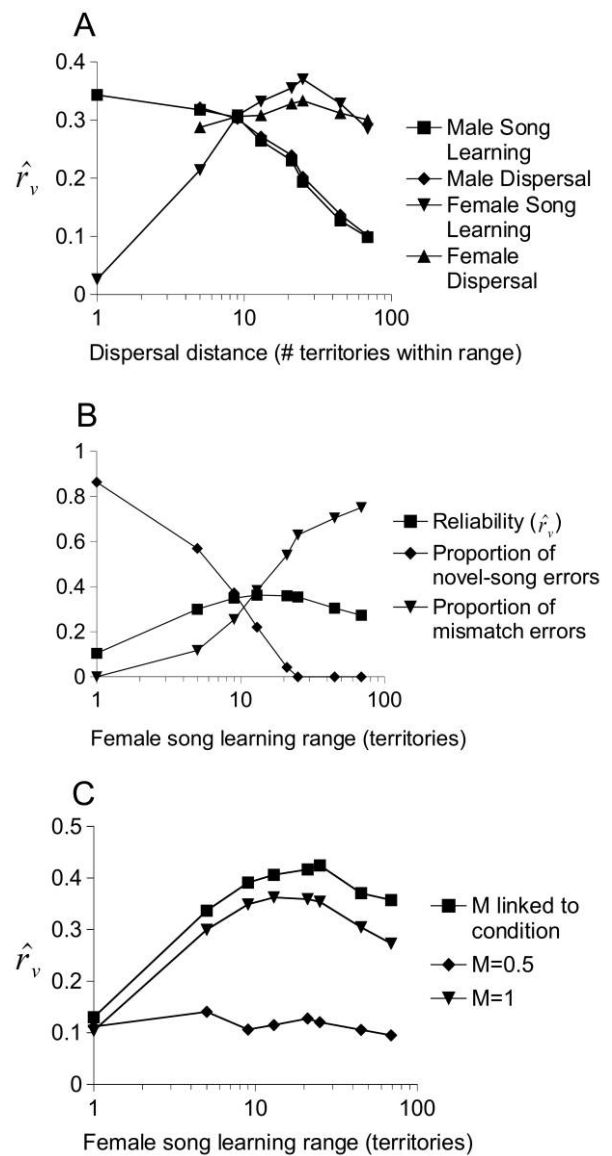 A
0.4
0.3
0.2
0.1
0
r̂v
1
10
100
Dispersal distance (# territories within range)
Male Song
Learning
Male Dispersal
Female Song
Learning
Female
Dispersal
B
1
0.8
0.6
0.4
0.2
0
1
10
100
Female song learning range (territories)
Reliability (r̂v)
Proportion of
novel-song errors
Proportion of
mismatch errors
C
0.5
0.4
0.3
0.2
0.1
0
r̂v
1
10
100
Female song learning range (territories)
M linked to
condition
M=0.5
M=1